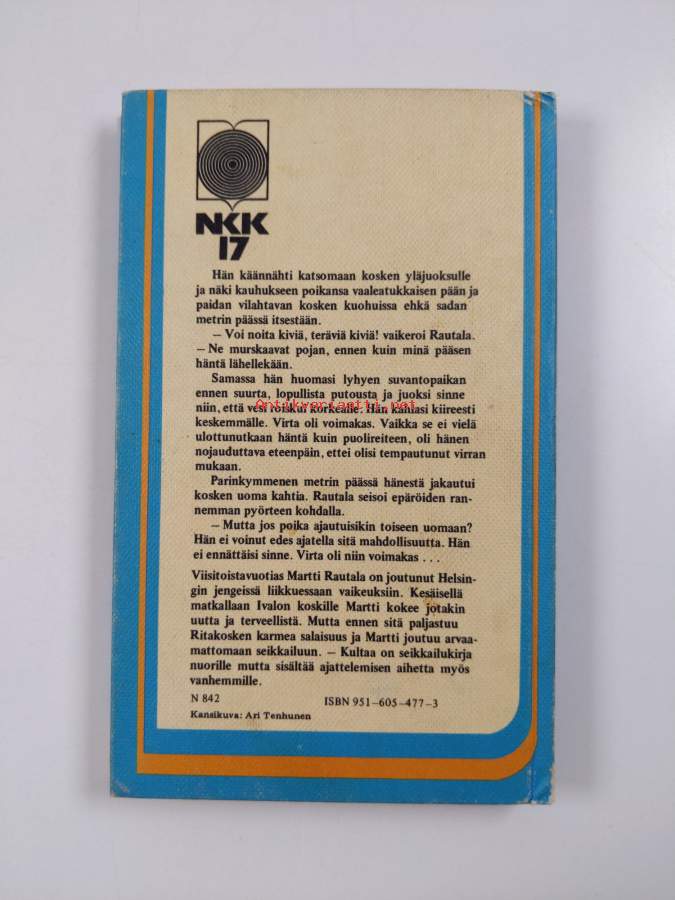 NKK
17
Hän käännähti katsomaan kosken yläjuoksulle
ja näki kauhukseen poikansa vaaleatukkaisen pään ja
paidan vilahtavan kosken kuohuissa ehkä sadan
metrin päässä itsestään.
– Voi noita kiviä, teräviä kiviä! vaikeroi Rautala.
– Ne murskaavat pojan, ennen kuin minä pääsen
häntä lähellekään.
Samassa hän huomasi lyhyen suvantopaikan
ennen suurta, lopullista putousta ja juoksi sinne
Antikvariaatti.net
niin, että vesi roiskui korkealle. Hän kahlasi kiireesti
keskemmälle. Virta oli voimakas. Vaikka se ei vielä
ulottunutkaan häntä kuin puolireiteen, oli hänen
nojauduttava eteenpäin, ettei olisi tempautunut virran
mukaan.
Parinkymmenen metrin päässä hänestä jakautui
kosken uoma kahtia. Rautala seisoi epäröiden ran-
nemman pyörteen kohdalla.
– Mutta jos poika ajautuisikin toiseen uomaan?
Hän ei voinut edes ajatella sitä mahdollisuutta. Hän
ei ennättäisi sinne. Virta oli niin voimakas . . .
Viisitoistavuotias Martti Rautala on joutunut Helsin-
gin jengeissä liikkuessaan vaikeuksiin. Kesäisellä
matkallaan Ivalon koskille Martti kokee jotakin
uutta ja terveellistä. Mutta ennen sitä paljastuu
Ritakosken karmea salaisuus ja Martti joutuu arvaa-
mattomaan seikkailuun. – Kultaa on seikkailukirja
nuorille mutta sisältää ajattelemisen aihetta myös
vanhemmille.
N 842 ISBN 951–605–477–3
Kansikuva: Ari Tenhunen